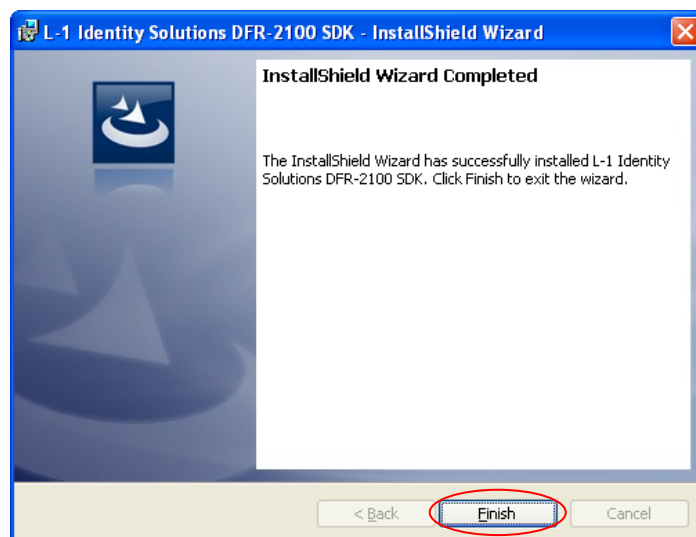 L-1 Identity Solutions DFR-2100 SDK - InstallShield Wizard
InstallShield Wizard Completed
The InstallShield Wizard has successfully installed L-1 Identity
Solutions DFR-2100 SDK. Click Finish to exit the wizard.
< Back Finish Cancel